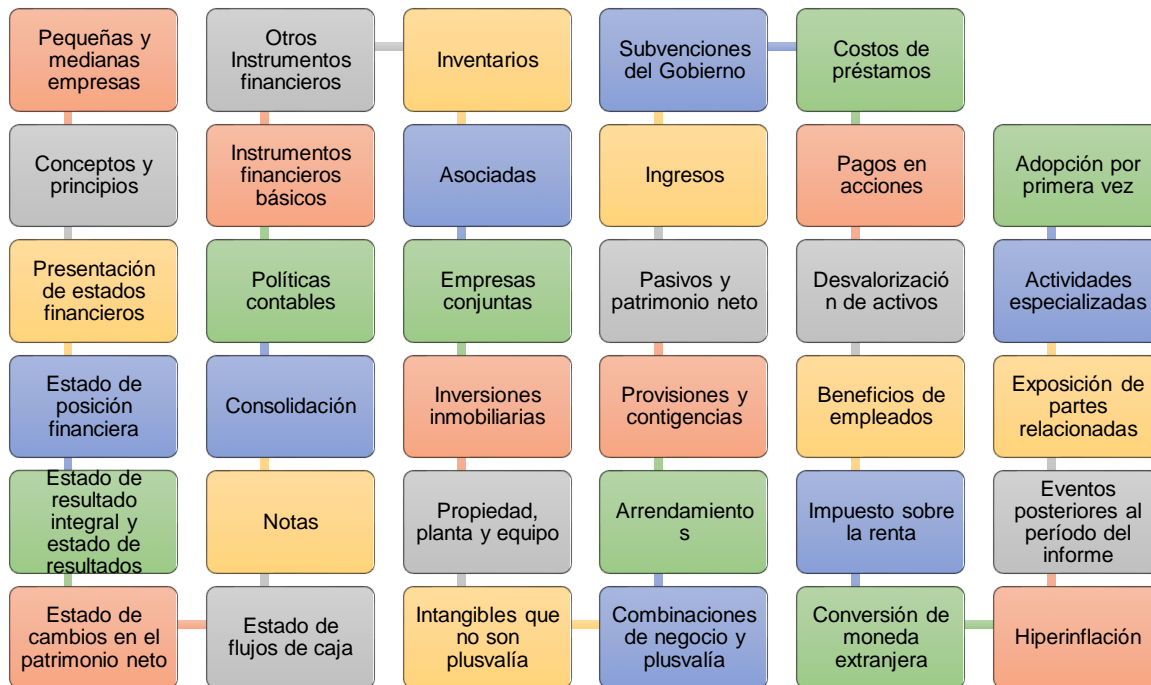 Pequeñas y
medianas
empresas
Conceptos y
principios
Presentación
de estados
financieros
Estado de
posición
financiera
Estado de
resultado
integral y
estado de
resultados
Estado de
cambios en el
patrimonio neto
Estado de
flujos de caja
Notas
Consolidación
Políticas
contables
Instrumentos
financieros
básicos
Otros
Instrumentos
financieros
Inventarios
Asociadas
Empresas
conjuntas
Inversiones
inmobiliarias
Propiedad,
planta y equipo
Intangibles que
no son
plusvalía
Combinaciones
de negocio y
plusvalía
Arrendamiento
s
Provisiones y
contigencias
Pasivos y
patrimonio neto
Ingresos
Subvenciones
del Gobierno
Costos de
préstamos
Pagos en
acciones
Desvalorizació
n de activos
Beneficios de
empleados
Impuesto sobre
la renta
Conversión de
moneda
extranjera
Hiperinflación
Eventos
posteriores al
período del
informe
Exposición de
partes
relacionadas
Actividades
especializadas
Adopción por
primera vez